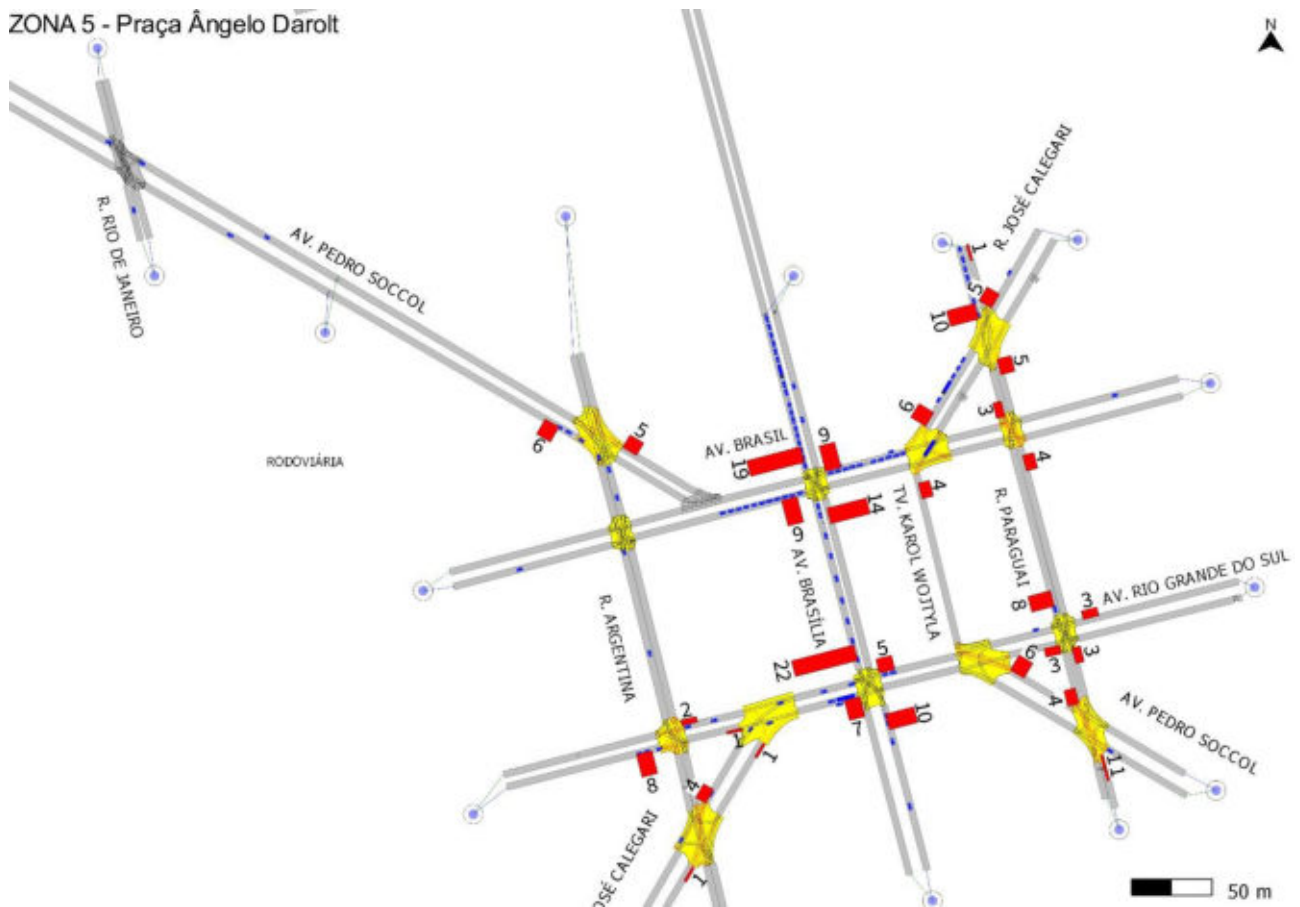 ZONA 5 - Praça Ângelo Darolt
N
R. JOSÉ CALEGARI
R. RIO DE JANEIRO
AV. PEDRO SOCCOL
1
5
10
5
3
6
5
RODOVIÁRIA
AV. BRASIL
19
9
9
4
4
14
9
R. ARGENTINA
AV. BRASÍLIA
TV. KAROL WOJTYLA
R. PARAGUAI
8
3
AV. RIO GRANDE DO SUL
22
5
6
3
3
4
2
1
1
7
10
AV. PEDRO SOCCOL
8
4
11
OSÉ CALEGARI
1
50 m